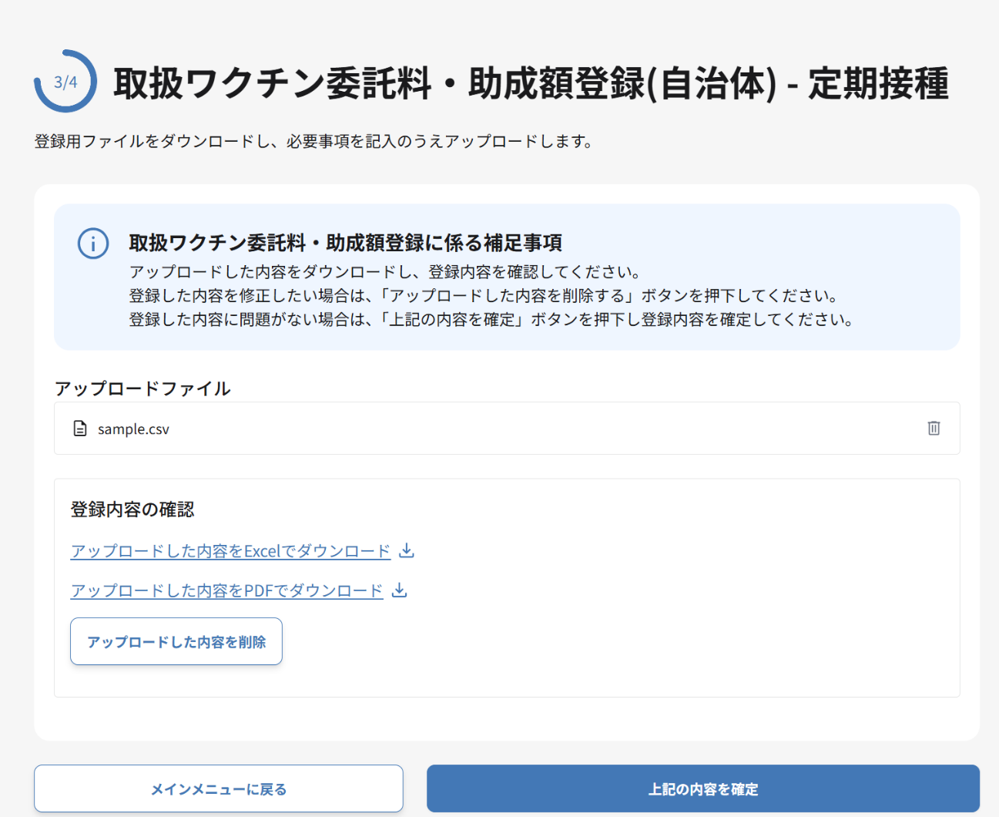 3/4
取扱ワクチン委託料・助成額登録(自治体) - 定期接種
登録用ファイルをダウンロードし、必要事項を記入のうえアップロードします。
取扱ワクチン委託料・助成額登録に係る補足事項
アップロードした内容をダウンロードし、登録内容を確認してください。
登録した内容を修正したい場合は、「アップロードした内容を削除する」ボタンを押下してください。
登録した内容に問題がない場合は、「上記の内容を確定」ボタンを押下し登録内容を確定してください。
アップロードファイル
sample.csv
登録内容の確認
アップロードした内容をExcelでダウンロード
アップロードした内容をPDFでダウンロード
アップロードした内容を削除
メインメニューに戻る
上記の内容を確定